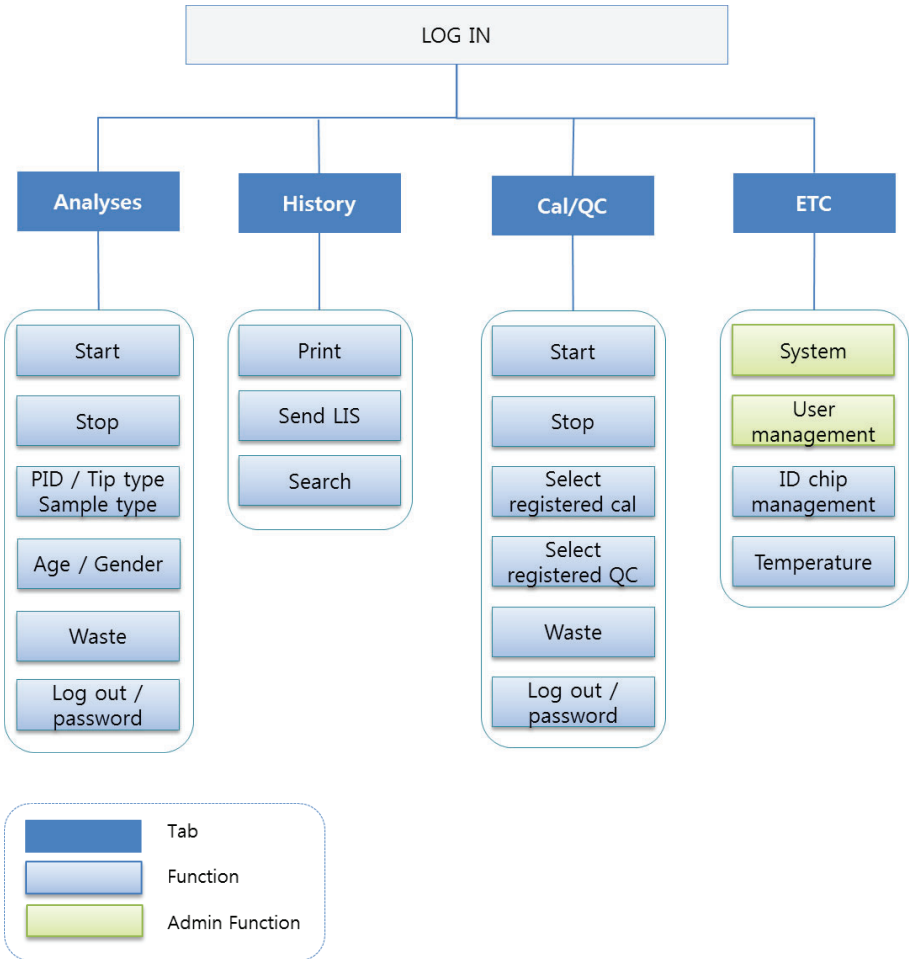 LOG IN
Analyses
History
Cal/QC
ETC
Start
Stop
PID / Tip type
Sample type
Age / Gender
Waste
Log out /
password
Print
Send LIS
Search
Start
Stop
Select
registered cal
Select
registered QC
Waste
Log out /
password
System
User
management
ID chip
management
Temperature
Tab
Function
Admin Function